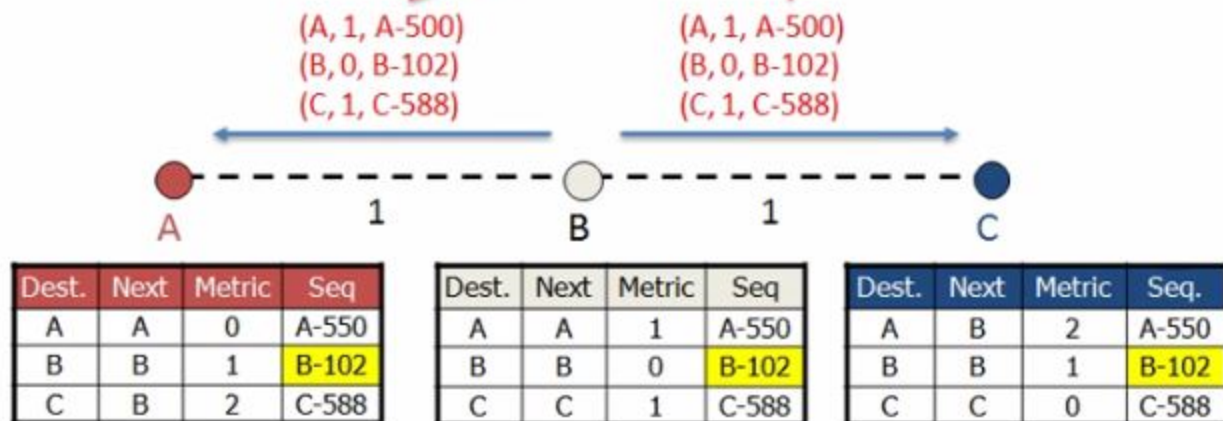 (A, 1, A-500) (A, 1, A-500)
(B, 0, B-102) (B, 0, B-102)
(C, 1, C-588) (C, 1, C-588)
1 1
A B C
Dest. Next Metric Seq Dest. Next Metric Seq Dest. Next Metric Seq.
A A 0 A-550 A A 1 A-550 A B 2 A-550
B B 1 B-102 B B 0 B-102 B B 1 B-102
C B 2 C-588 C C 1 C-588 C C 0 C-588